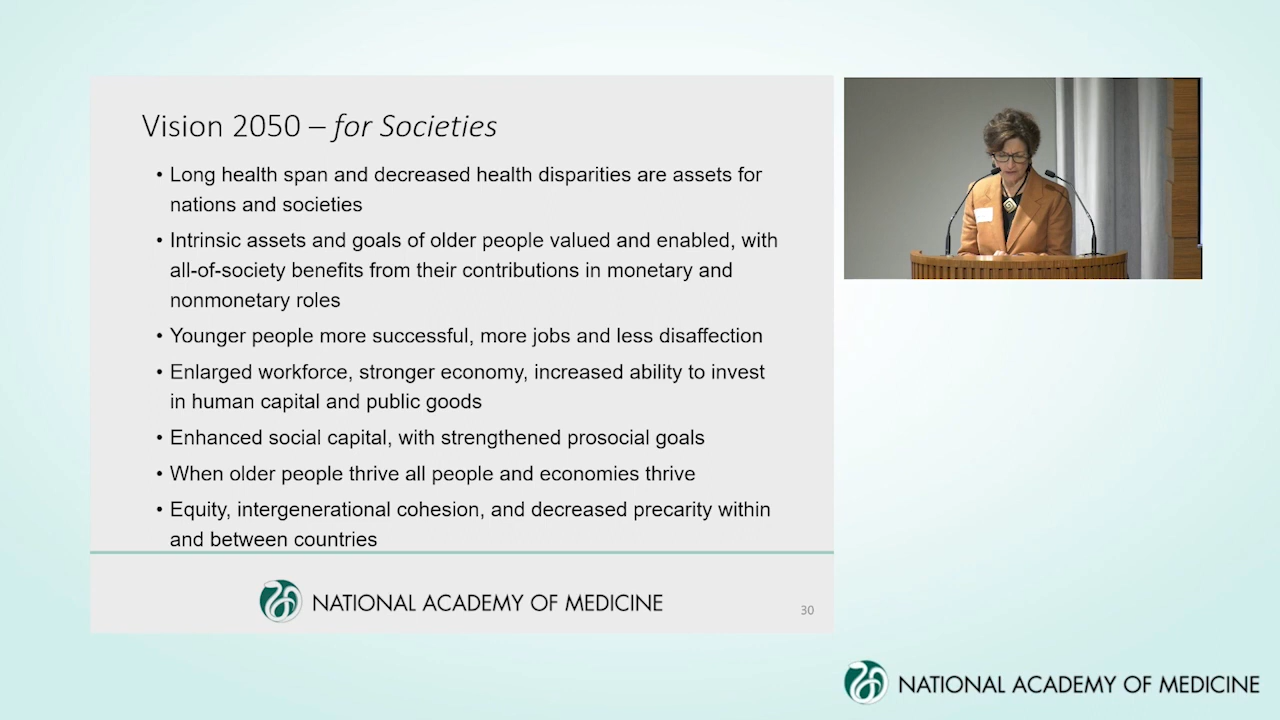 Vision 2050 – for Societies
• Long health span and decreased health disparities are assets for
nations and societies
• Intrinsic assets and goals of older people valued and enabled, with
all-of-society benefits from their contributions in monetary and
nonmonetary roles
• Younger people more successful, more jobs and less disaffection
• Enlarged workforce, stronger economy, increased ability to invest
in human capital and public goods
• Enhanced social capital, with strengthened prosocial goals
• When older people thrive all people and economies thrive
• Equity, intergenerational cohesion, and decreased precarity within
and between countries
NATIONAL ACADEMY OF MEDICINE
30
NATIONAL ACADEMY OF MEDICINE